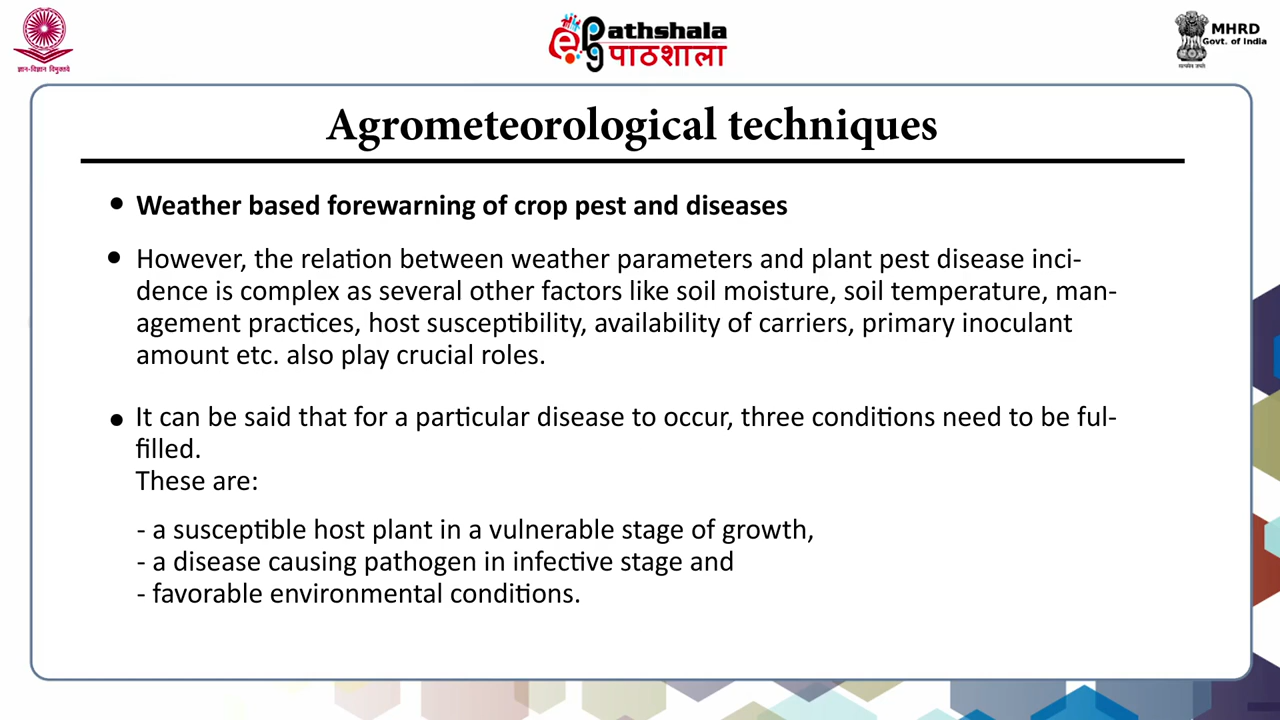 ज्ञान-विज्ञान विमुक्तये
Pathshala
पाठशाला
MHRD
Govt. of India
सत्यमेव जयते
Agrometeorological techniques
• Weather based forewarning of crop pest and diseases
• However, the relation between weather parameters and plant pest disease inci-
dence is complex as several other factors like soil moisture, soil temperature, man-
agement practices, host susceptibility, availability of carriers, primary inoculant
amount etc. also play crucial roles.
• It can be said that for a particular disease to occur, three conditions need to be ful-
filled.
These are:
- a susceptible host plant in a vulnerable stage of growth,
- a disease causing pathogen in infective stage and
- favorable environmental conditions.